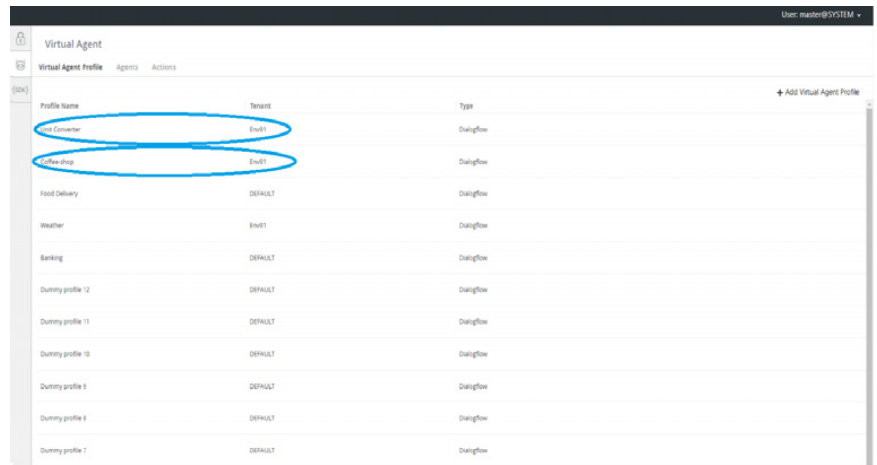 User: master@SYSTEM
Virtual Agent
Virtual Agent Profile Agents Actions
+ Add Virtual Agent Profile
Profile Name Tenant Type
Unit Converter Env91 Dialogflow
Coffee shop Env91 Dialogflow
Food Delivery DEFAULT Dialogflow
Weather Env91 Dialogflow
Banking DEFAULT Dialogflow
Dummy profile 12 DEFAULT Dialogflow
Dummy profile 11 DEFAULT Dialogflow
Dummy profile 10 DEFAULT Dialogflow
Dummy profile 9 DEFAULT Dialogflow
Dummy profile DEFAULT Dialogflow
Dummy profile 7 DEFAULT Dialogflow